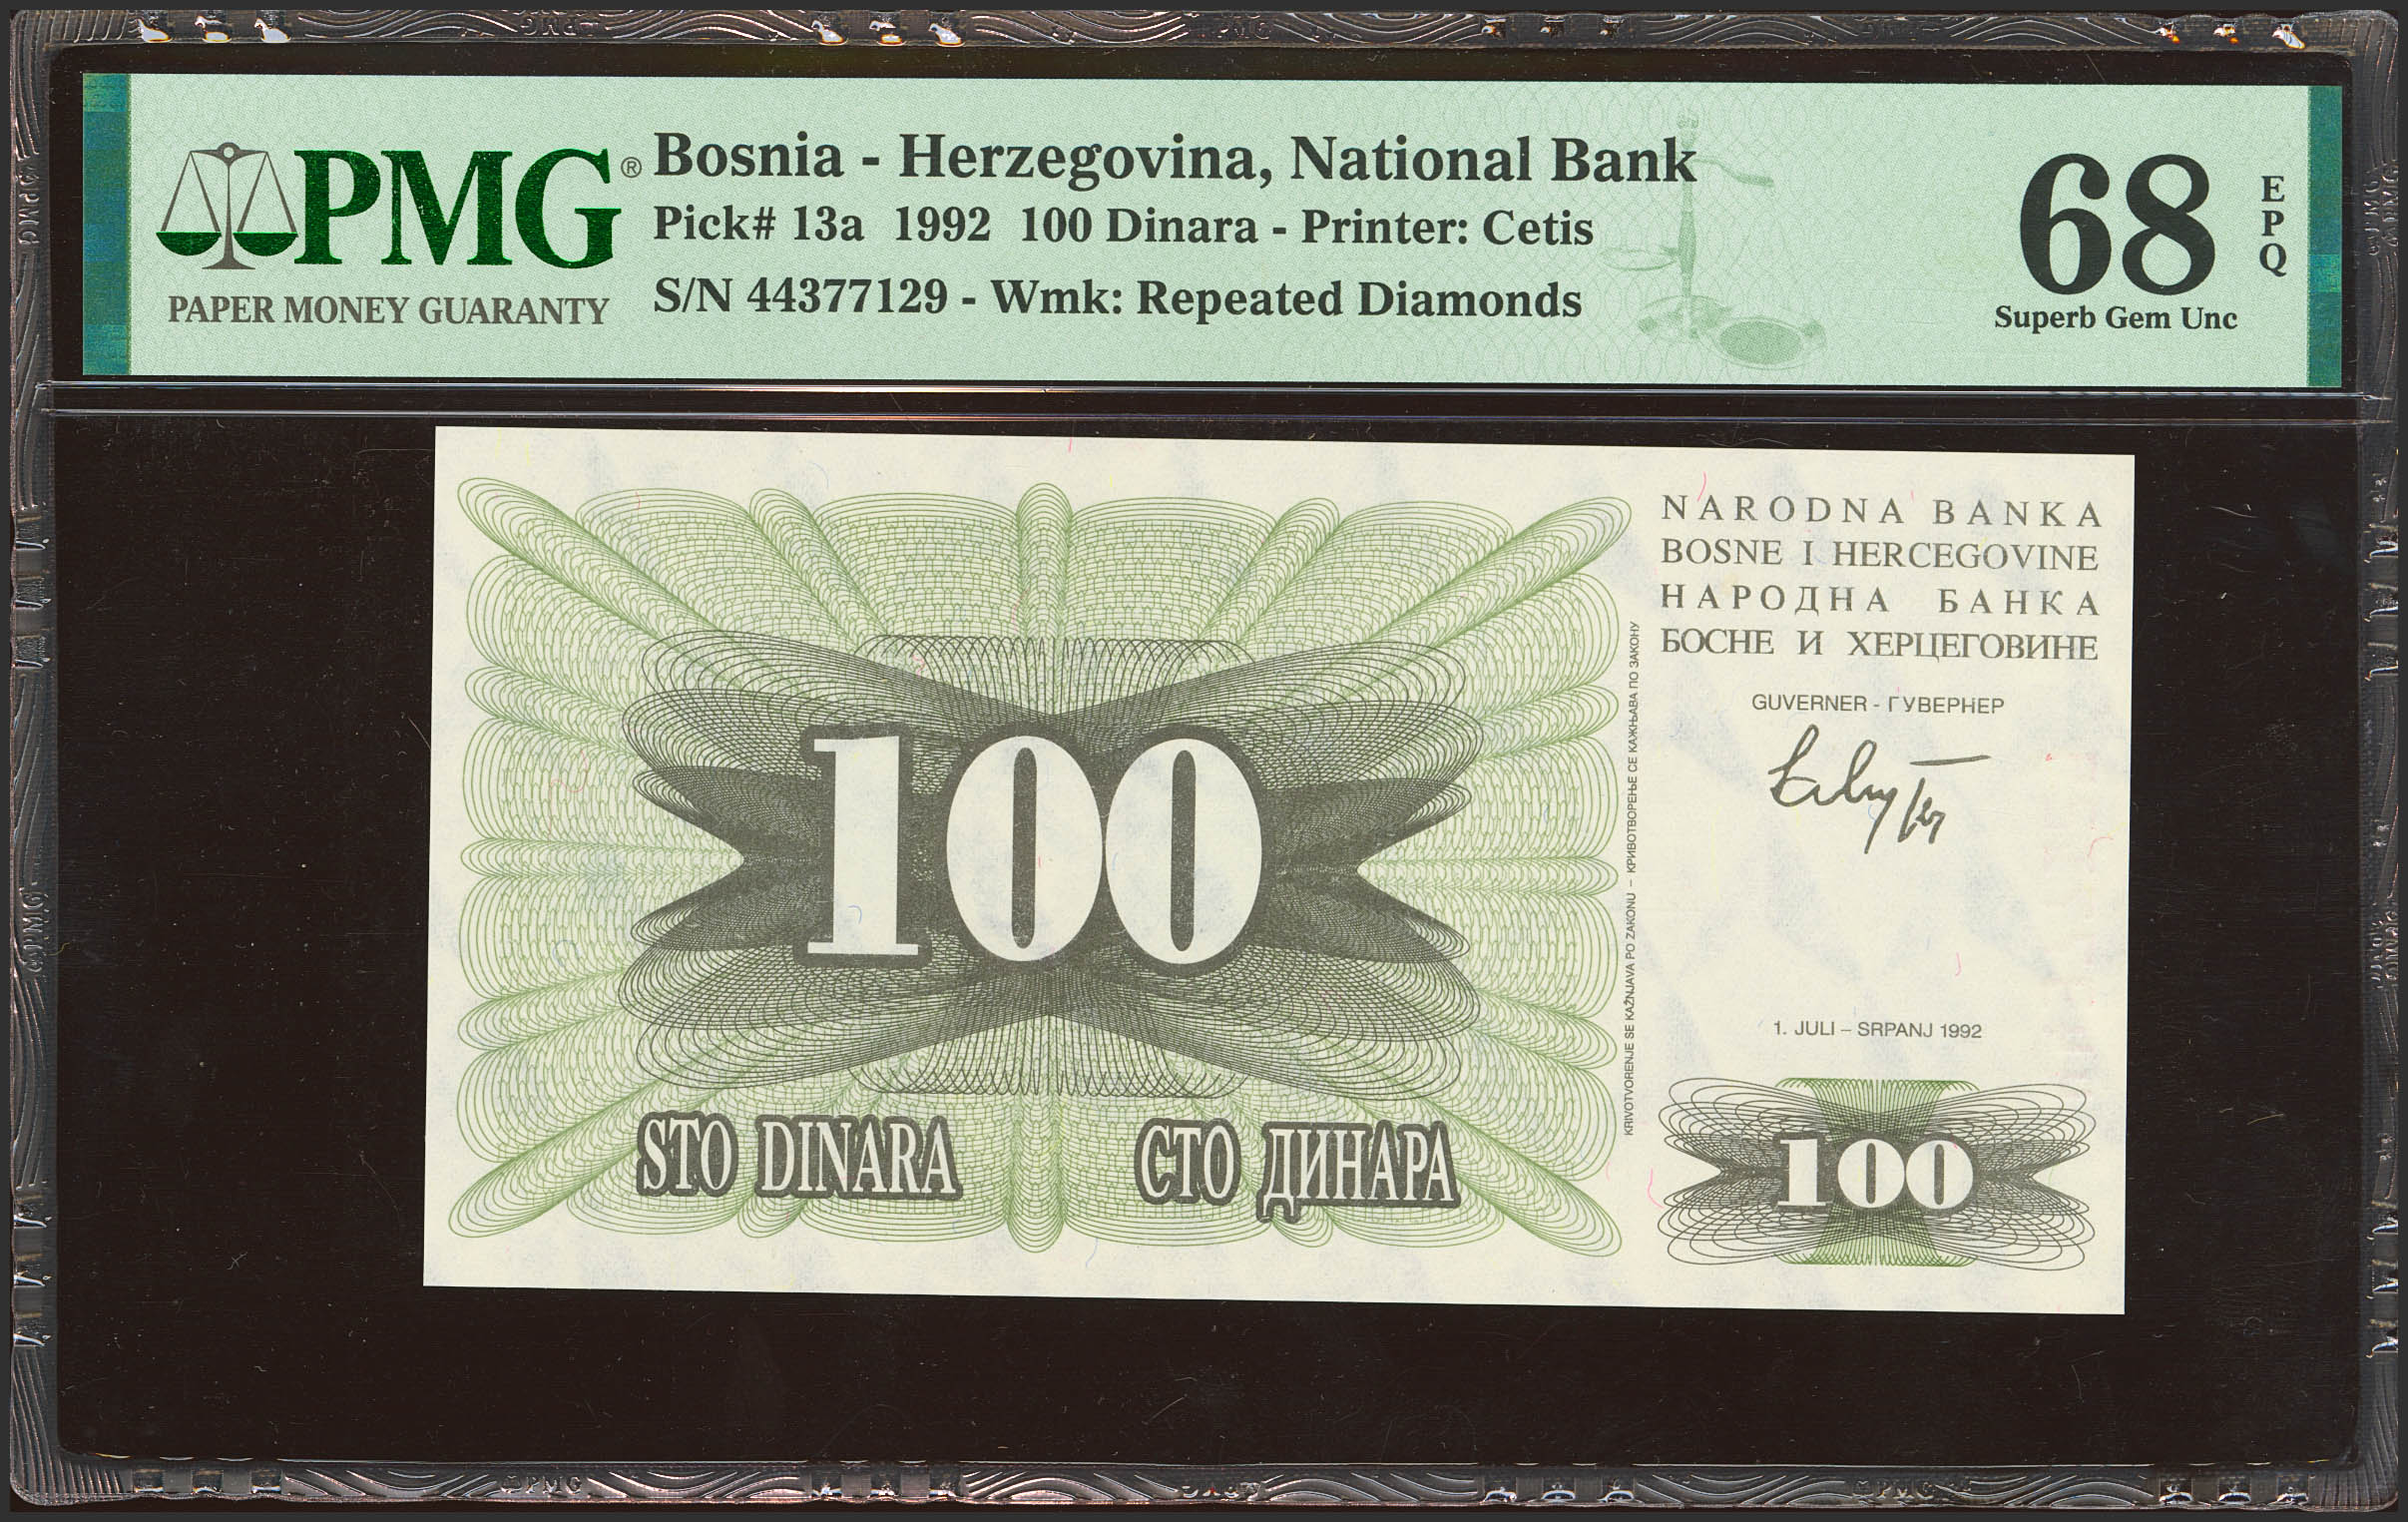 PMG®
PAPER MONEY GUARANTY
Bosnia - Herzegovina, National Bank
Pick# 13a 1992 100 Dinara - Printer: Cetis
S/N 44377129 - Wmk: Repeated Diamonds
68
EPQ
Superb Gem Unc
NARODNA BANKA
BOSNE I HERCEGOVINE
НАРОДНА БАНКА
БОСНЕ И ХЕРЦЕГОВИНЕ
GUVERNER - ГУВЕРНЕР
100
KRIVOTVORENJE SE KAŽNJAVA PO ZAKONU – КРИВОТВОРЕЊЕ СЕ КАЖЊАВА ПО ЗАКОНУ
1. JULI – SRPANJ 1992
STO DINARA
СТО ДИНАРА
100